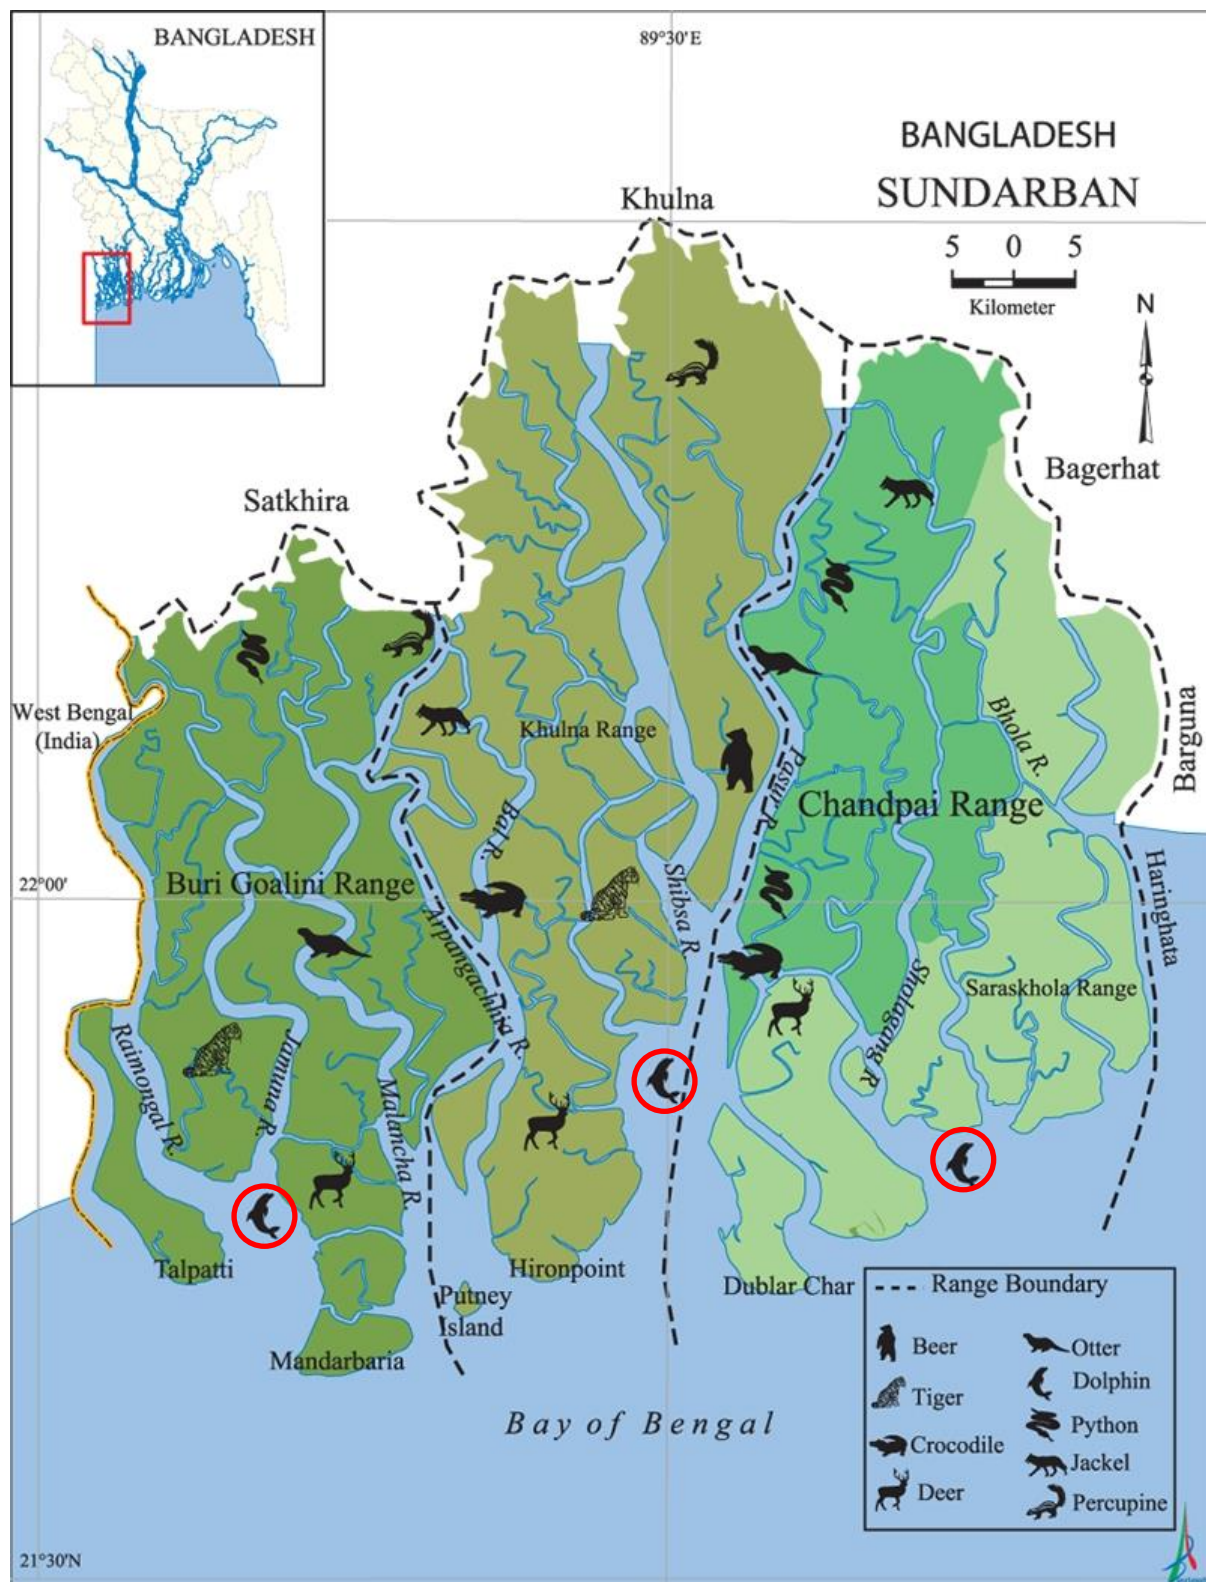 BANGLADESH
89°30'E
BANGLADESH
SUNDARBAN
5 0 5
Kilometer
N
Khulna
Bagerhat
Satkhira
West Bengal
(India)
Barguna
Khulna Range
Bhola R.
Pasur R.
Chandpai Range
Bal R.
22°00'
Buri Goalini Range
Shibsa R.
Arpangachhia R.
Haringhata
Saraskhola Range
Sholagang R.
Raimongal R.
Jamuna R.
Malancha R.
Talpatti
Hironpoint
Dublar Char
Putney
Island
Mandarbaria
Bay of Bengal
Range Boundary
Beer
Otter
Tiger
Dolphin
Crocodile
Python
Deer
Jackel
Percupine
21°30'N